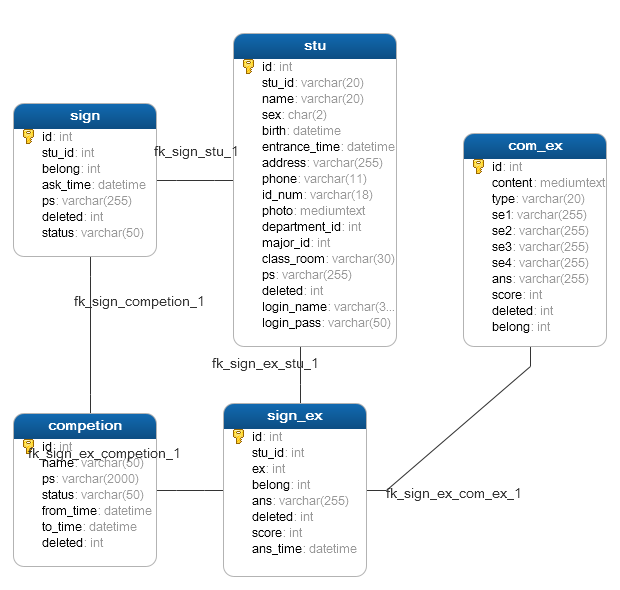 stu
id: int
stu_id: varchar(20)
name: varchar(20)
sex: char(2)
birth: datetime
entrance_time: datetime
address: varchar(255)
phone: varchar(11)
id_num: varchar(18)
photo: mediumtext
department_id: int
major_id: int
class_room: varchar(30)
ps: varchar(255)
deleted: int
login_name: varchar(3...
login_pass: varchar(50)
sign
id: int
stu_id: int
belong: int
ask_time: datetime
ps: varchar(255)
deleted: int
status: varchar(50)
fk_sign_stu_1
com_ex
id: int
content: mediumtext
type: varchar(20)
se1: varchar(255)
se2: varchar(255)
se3: varchar(255)
se4: varchar(255)
ans: varchar(255)
score: int
deleted: int
belong: int
fk_sign_competion_1
fk_sign_ex_stu_1
competion
id: int
fk_sign_ex_competion_1
name: varchar(50)
ps: varchar(2000)
status: varchar(50)
from_time: datetime
to_time: datetime
deleted: int
sign_ex
id: int
stu_id: int
ex: int
belong: int
ans: varchar(255)
deleted: int
score: int
ans_time: datetime
fk_sign_ex_com_ex_1